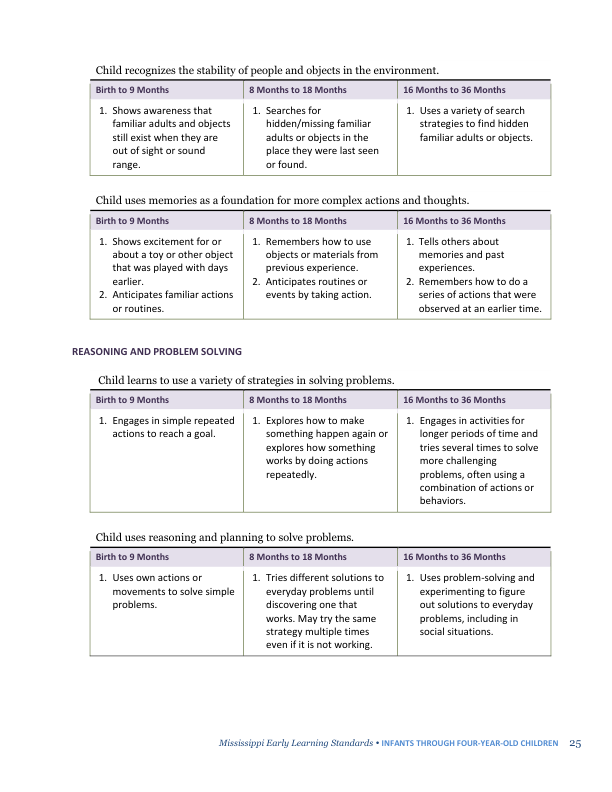 Child recognizes the stability of people and objects in the environment.
Birth to 9 Months
8 Months to 18 Months
16 Months to 36 Months
1. Shows awareness that
familiar adults and objects
still exist when they are
out of sight or sound
range.
1. Searches for
hidden/missing familiar
adults or objects in the
place they were last seen
or found.
1. Uses a variety of search
strategies to find hidden
familiar adults or objects.
Child uses memories as a foundation for more complex actions and thoughts.
Birth to 9 Months
8 Months to 18 Months
16 Months to 36 Months
1. Shows excitement for or
about a toy or other object
that was played with days
earlier.
2. Anticipates familiar actions
or routines.
1. Remembers how to use
objects or materials from
previous experience.
2. Anticipates routines or
events by taking action.
1. Tells others about
memories and past
experiences.
2. Remembers how to do a
series of actions that were
observed at an earlier time.
REASONING AND PROBLEM SOLVING
Child learns to use a variety of strategies in solving problems.
Birth to 9 Months
8 Months to 18 Months
16 Months to 36 Months
1. Engages in simple repeated
actions to reach a goal.
1. Explores how to make
something happen again or
explores how something
works by doing actions
repeatedly.
1. Engages in activities for
longer periods of time and
tries several times to solve
more challenging
problems, often using a
combination of actions or
behaviors.
Child uses reasoning and planning to solve problems.
Birth to 9 Months
8 Months to 18 Months
16 Months to 36 Months
1. Uses own actions or
movements to solve simple
problems.
1. Tries different solutions to
everyday problems until
discovering one that
works. May try the same
strategy multiple times
even if it is not working.
1. Uses problem-solving and
experimenting to figure
out solutions to everyday
problems, including in
social situations.
Mississippi Early Learning Standards • INFANTS THROUGH FOUR-YEAR-OLD CHILDREN 25